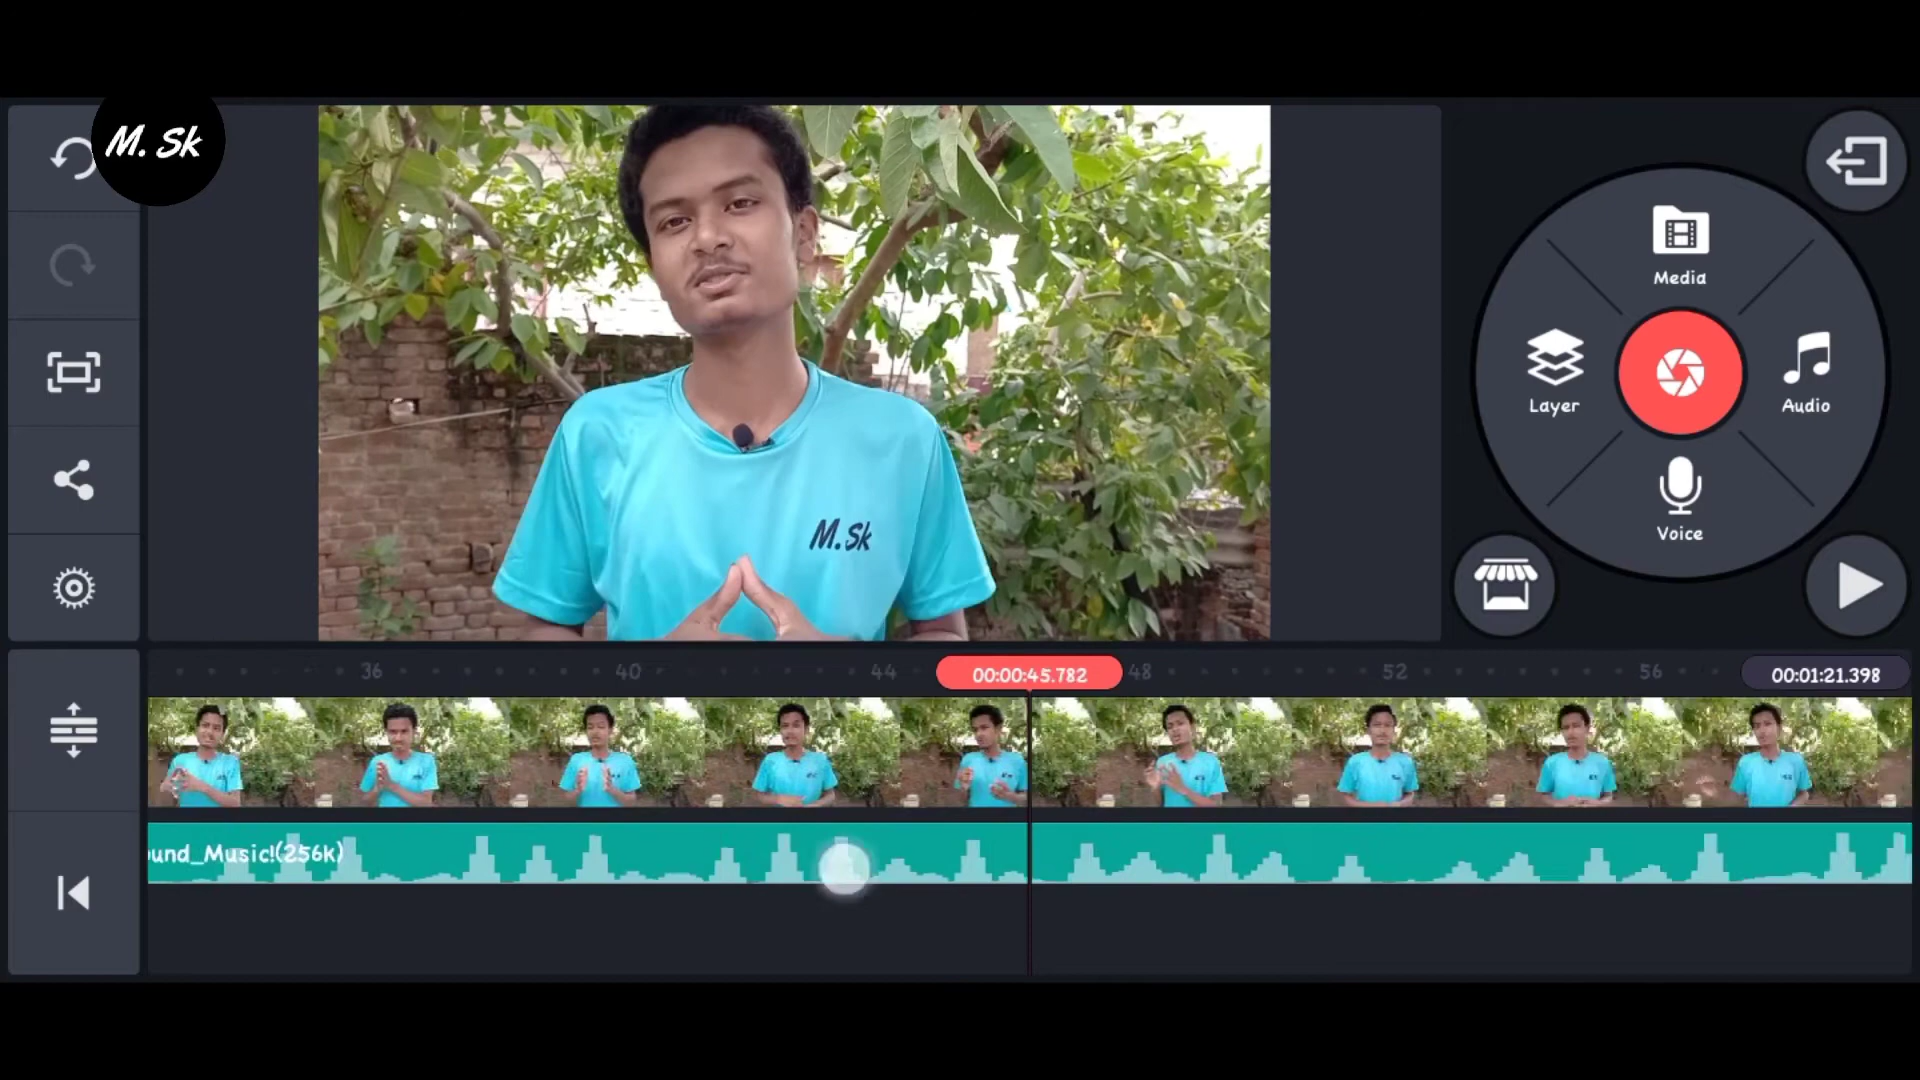 M. Sk
Media
Layer
Audio
Voice
M.Sk
36
40
44
00:00:45.782
48
52
56
00:01:21.398
ound_Music!(256k)